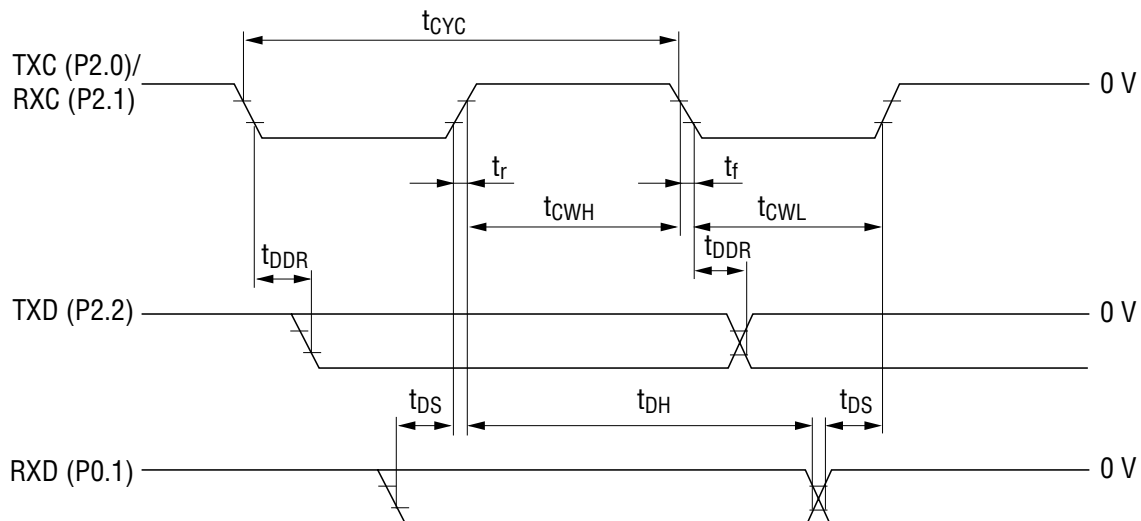 tCYC
TXC (P2.0)/
RXC (P2.1)
0 V
tr
tf
tCWH
tCWL
tDDR
tDDR
TXD (P2.2)
0 V
tDS
tDH
tDS
RXD (P0.1)
0 V